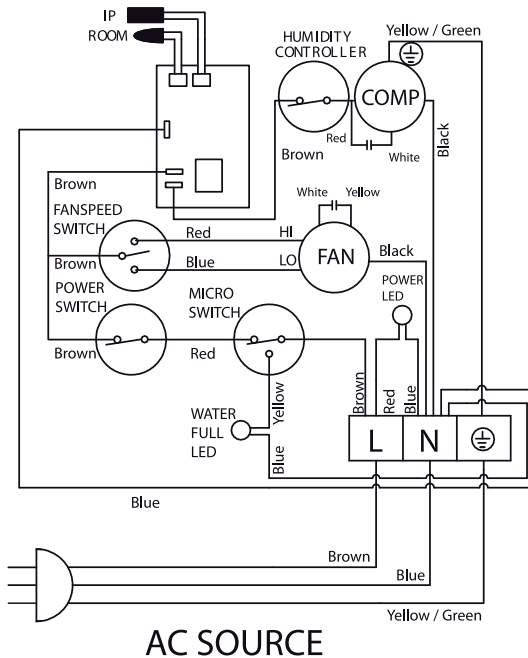 IP
ROOM
HUMIDITY
CONTROLLER
Yellow / Green
COMP
Red
White
Black
Brown
Brown
FANSPEED
SWITCH
White
Yellow
Red
HI
FAN
Black
Brown
Blue
LO
POWER
SWITCH
MICRO
SWITCH
POWER
LED
Brown
Red
Yellow
Brown
Red
Blue
WATER
FULL
LED
Blue
L
N
Blue
Brown
Blue
Yellow / Green
AC SOURCE